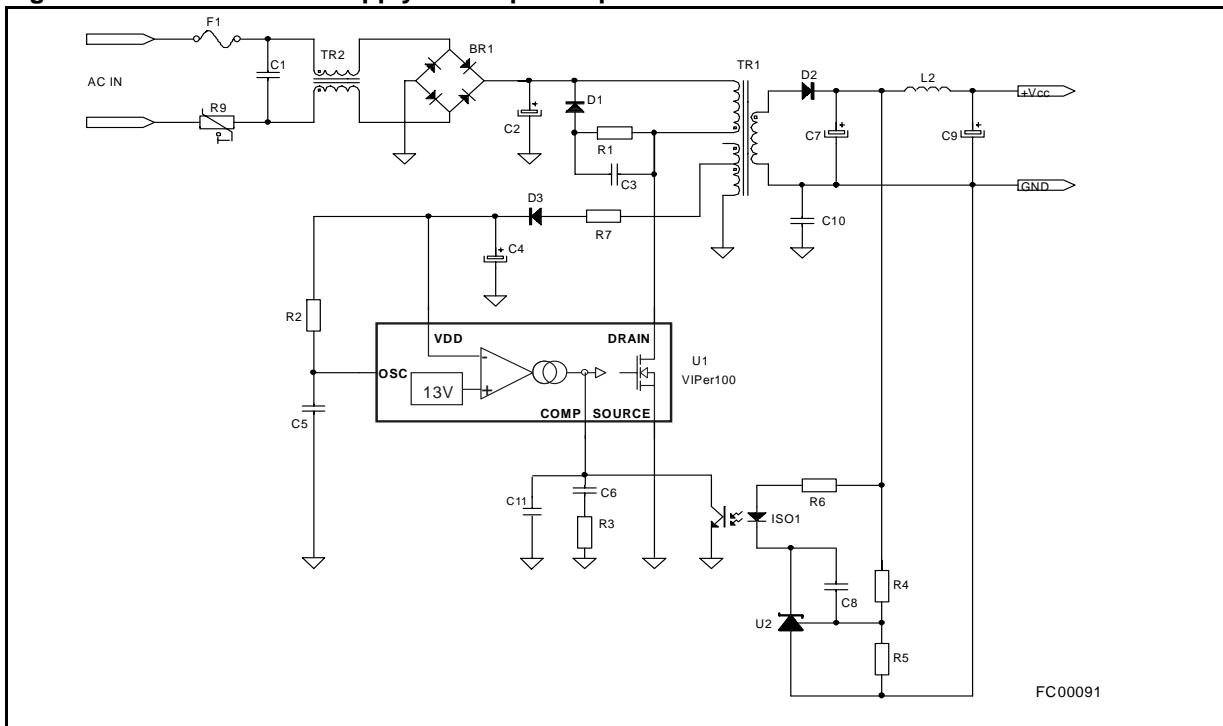 F1
BR1
TR2
TR1
D2
L2
AC IN
C1
D1
+Vcc
R9
C2
C7
C9
R1
T°
C3
GND
D3
C10
R7
C4
R2
VDD
DRAIN
U1
OSC
-
VIPer100
13V
+
COMP SOURCE
C5
C11
C6
R6
ISO1
R3
R4
C8
U2
R5
FC00091